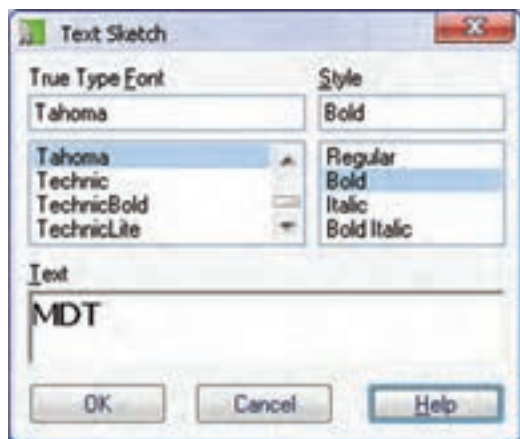 Text Sketch
True Type Font
Style
Tahoma
Bold
Tahoma
Technic
TechnicBold
TechnicLite
Regular
Bold
Italic
Bold Italic
Text
MDT
OK
Cancel
Help